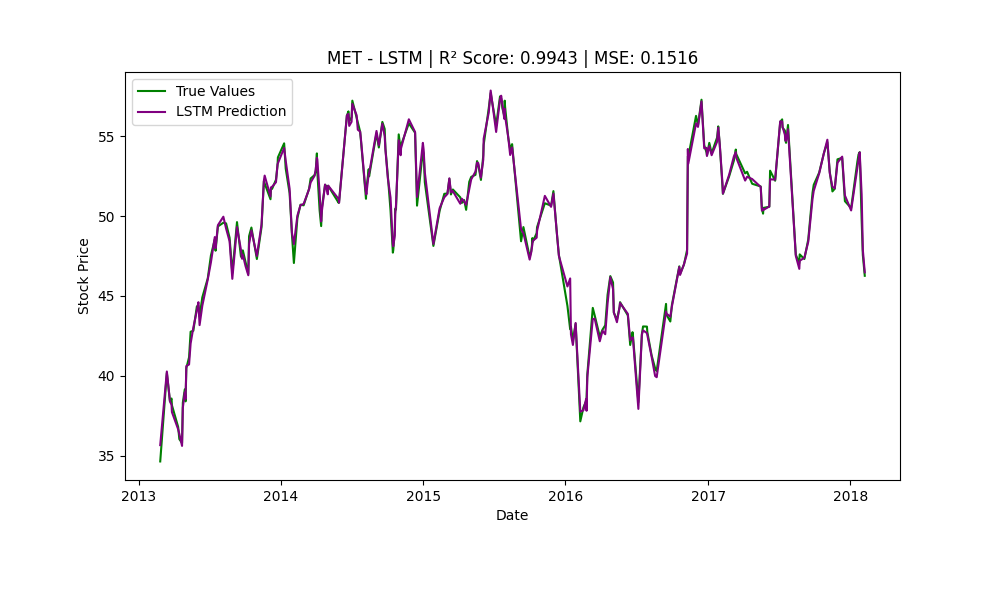 MET - LSTM | R² Score: 0.9943 | MSE: 0.1516
True Values
LSTM Prediction
Stock Price
55
50
45
40
35
2013
2014
2015
2016
2017
2018
Date